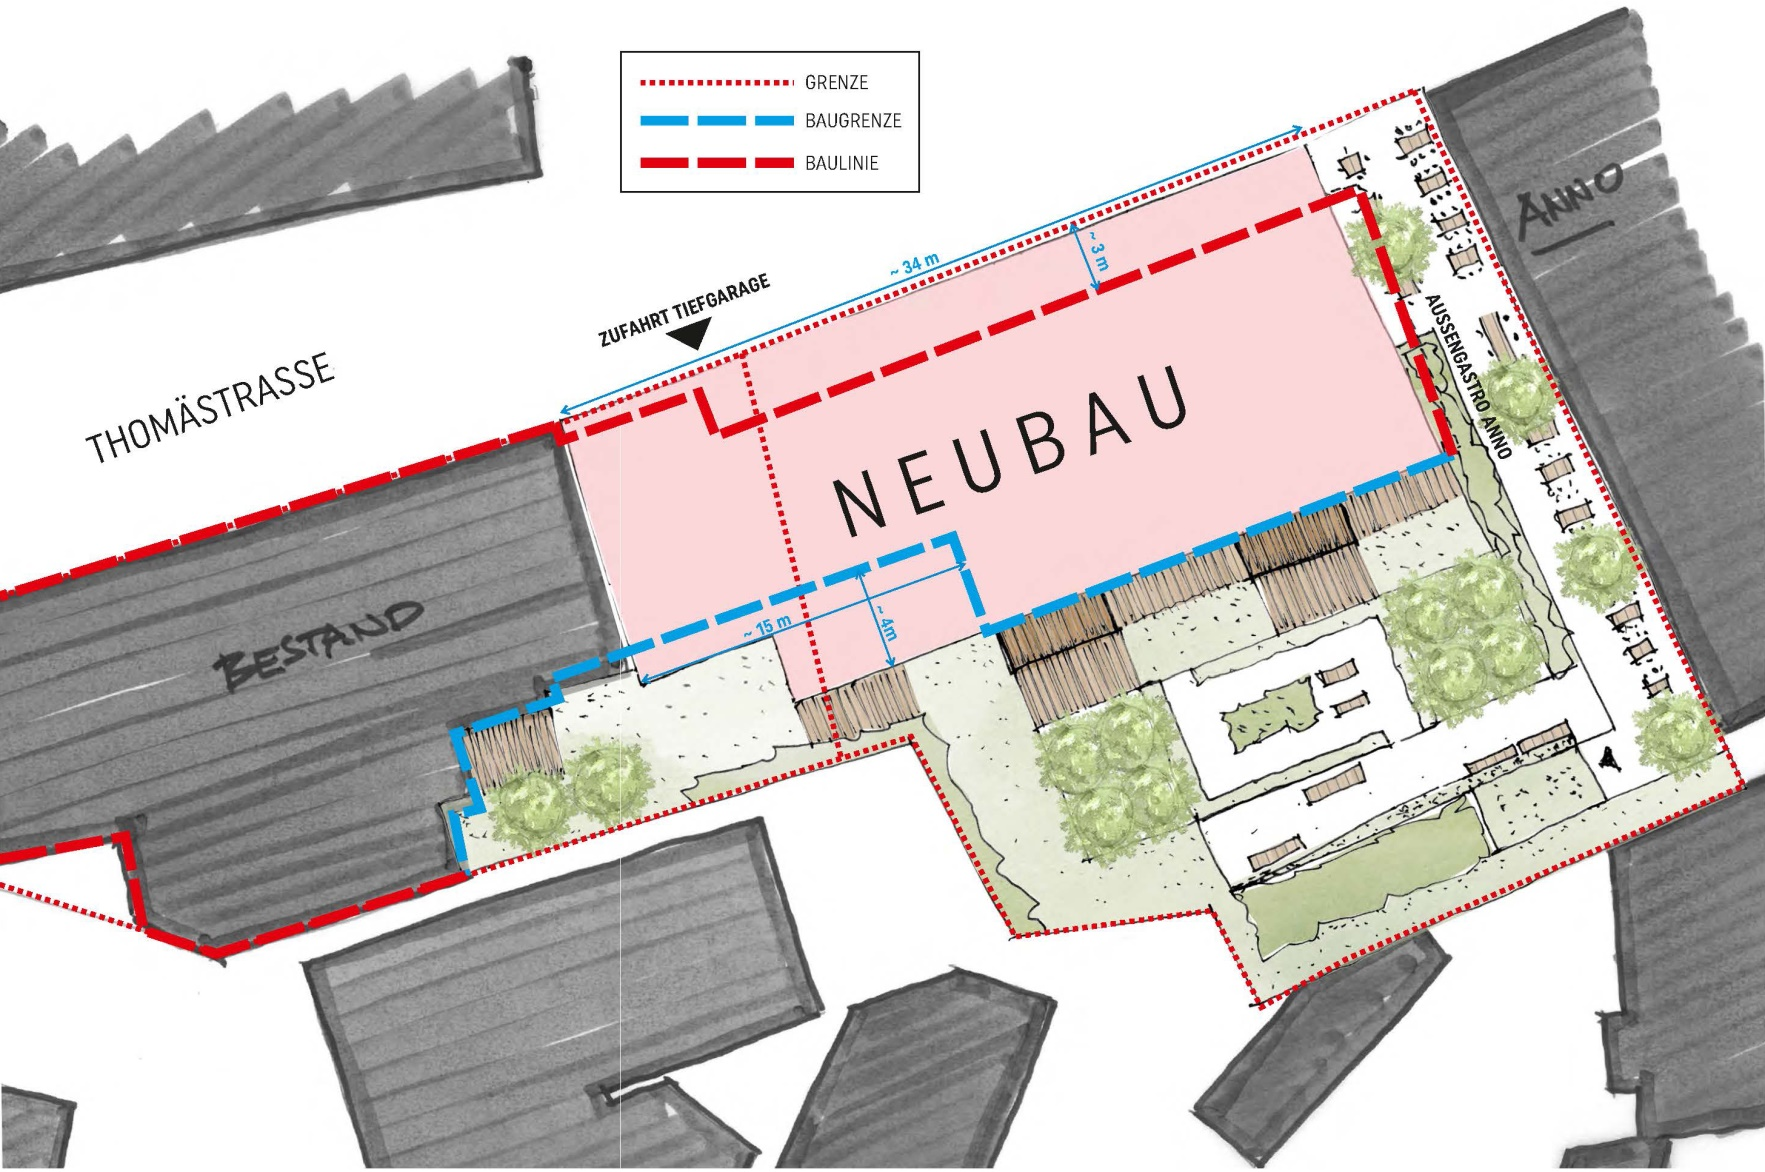 GRENZE
BAUGRENZE
BAULINIE
ANNO
~ 34 m
~ 3 m
ZUFAHRT TIEFGARAGE
THOMÄSTRASSE
AUSSENGASTRO ANNO
NEUBAU
BESTAND
~ 15 m
~ 4m